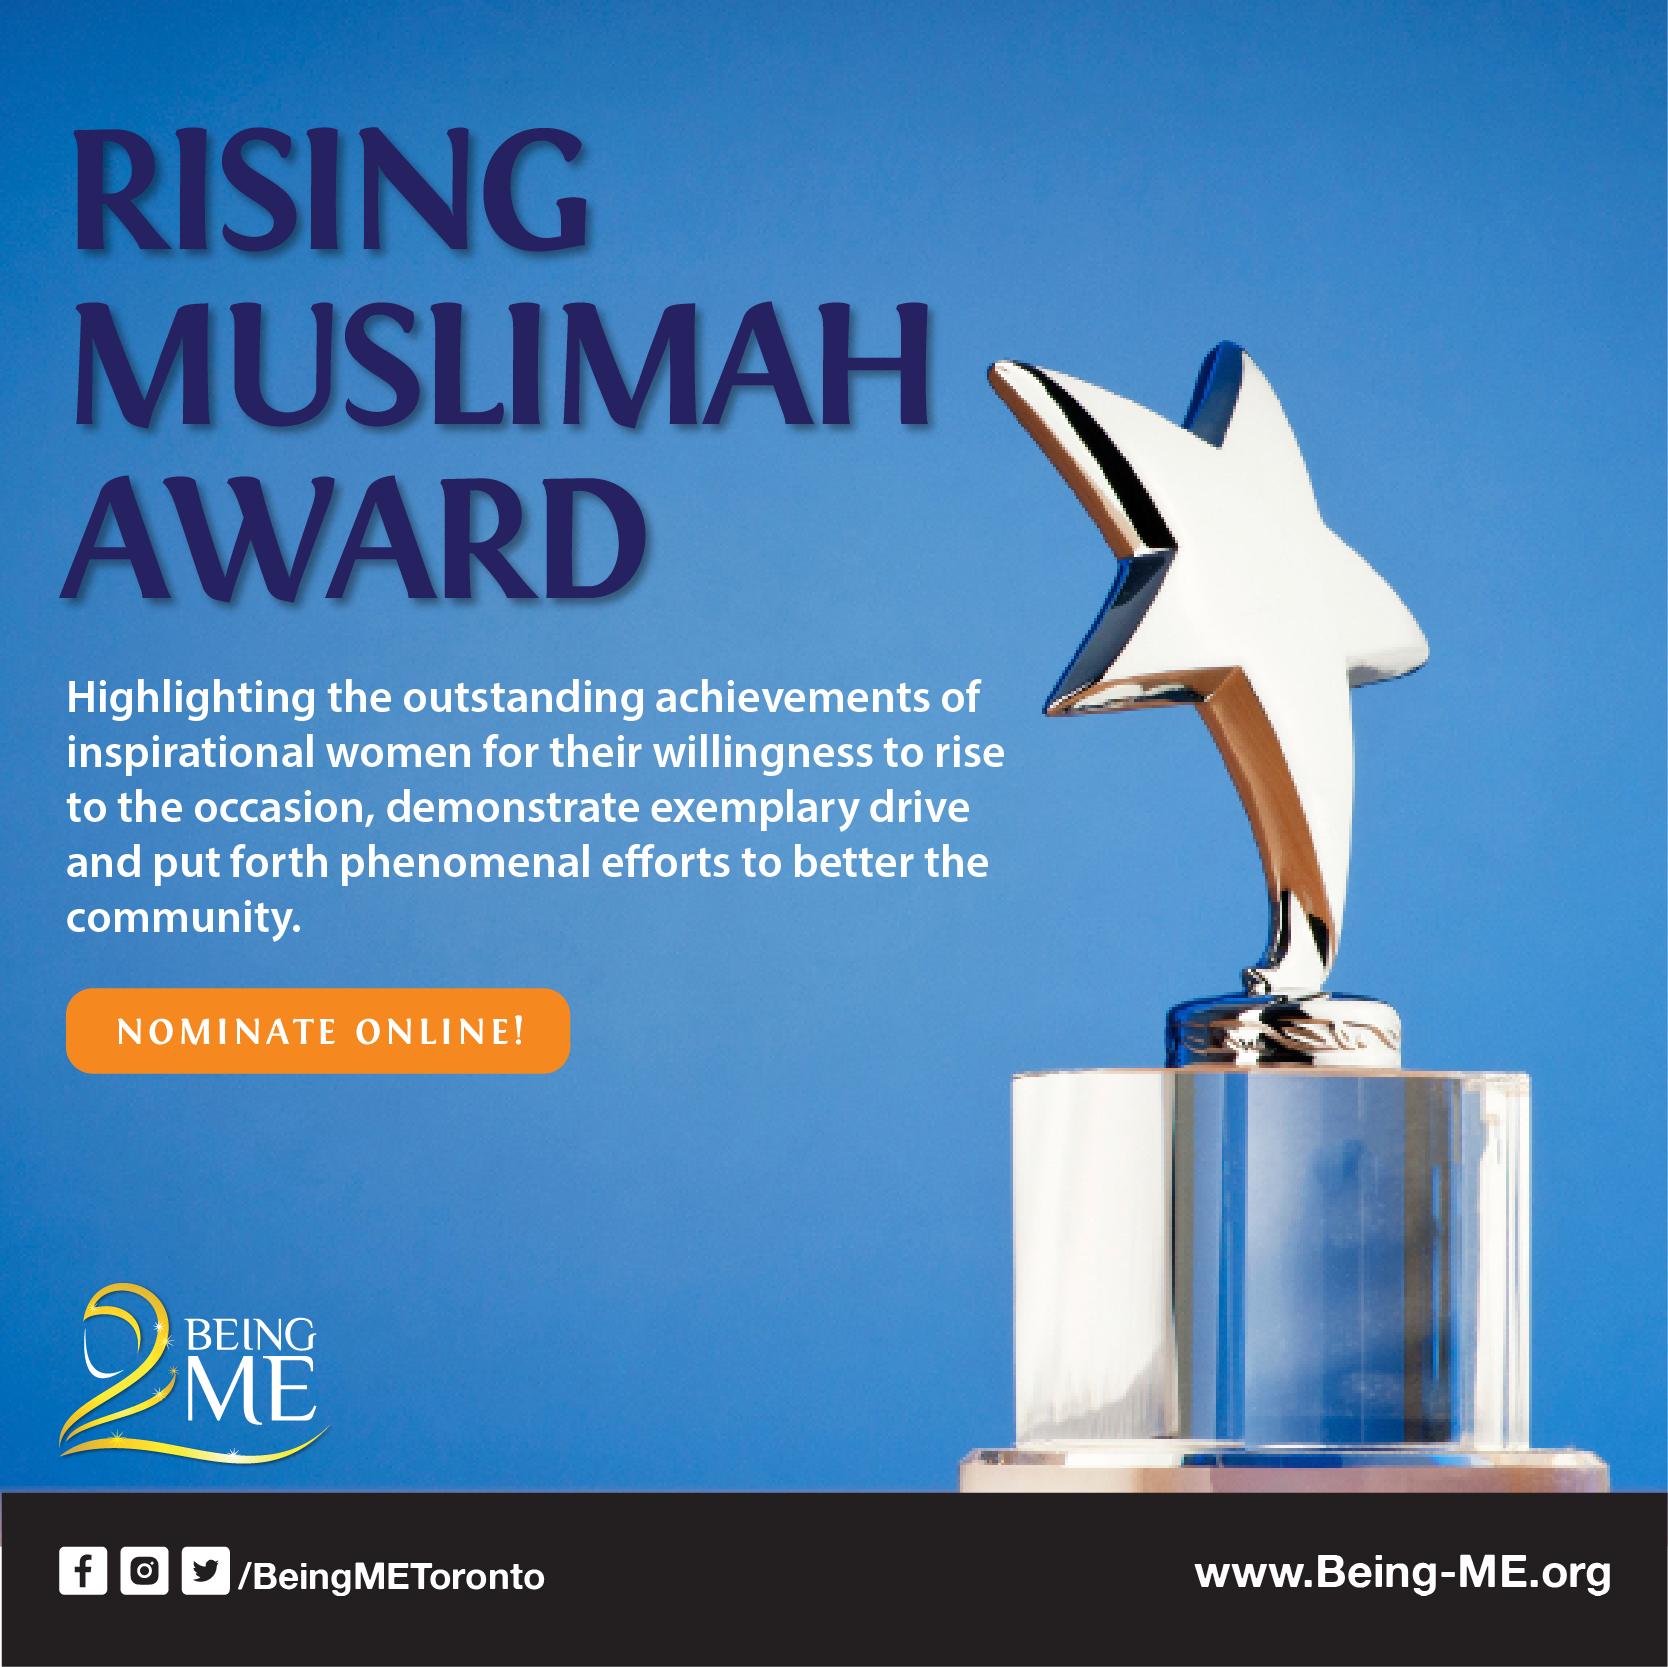 RISING
MUSLIMAH
AWARD
Highlighting the outstanding achievements of
inspirational women for their willingness to rise
to the occasion, demonstrate exemplary drive
and put forth phenomenal efforts to better the
community.
NOMINATE ONLINE!
BEING
ME
/BeingMEToronto
www.Being-ME.org